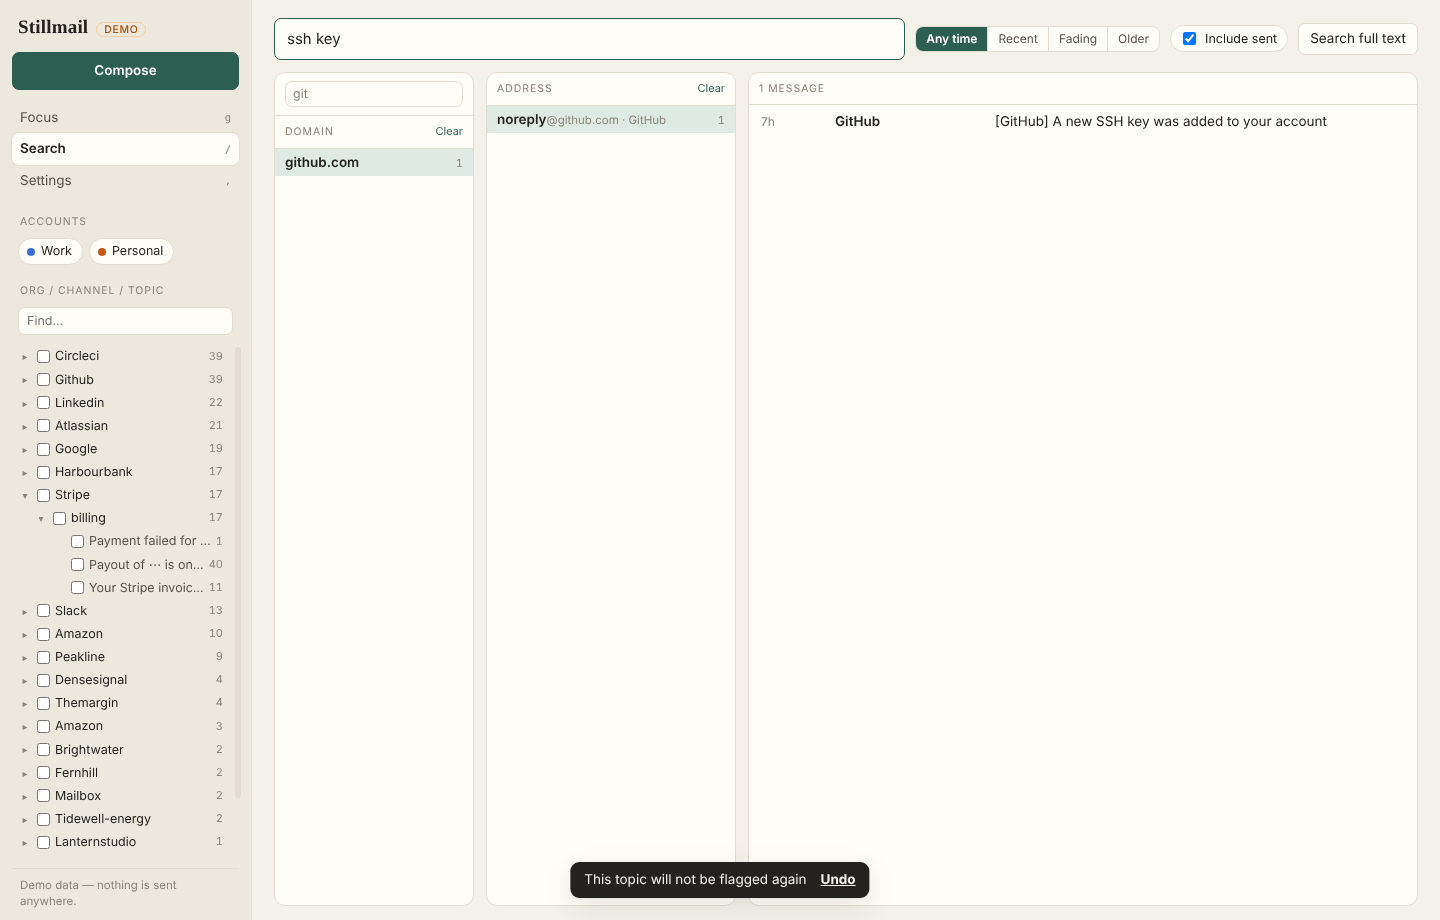 Stillmail DEMO
Compose
Focus g
Search /
Settings ,
ACCOUNTS
Work Personal
ORG / CHANNEL / TOPIC
Find...
Circleci 39
Github 39
Linkedin 22
Atlassian 21
Google 19
Harbourbank 17
Stripe 17
billing 17
Payment failed for ... 1
Payout of ··· is on... 40
Your Stripe invoic... 11
Slack 13
Amazon 10
Peakline 9
Densesignal 4
Themargin 4
Amazon 3
Brightwater 2
Fernhill 2
Mailbox 2
Tidewell-energy 2
Lanternstudio 1
Demo data — nothing is sent
anywhere.
ssh key
Any time Recent Fading Older
Include sent
Search full text
git
DOMAIN Clear
github.com 1
ADDRESS Clear
noreply@github.com · GitHub 1
1 MESSAGE
7h GitHub [GitHub] A new SSH key was added to your account
This topic will not be flagged again Undo